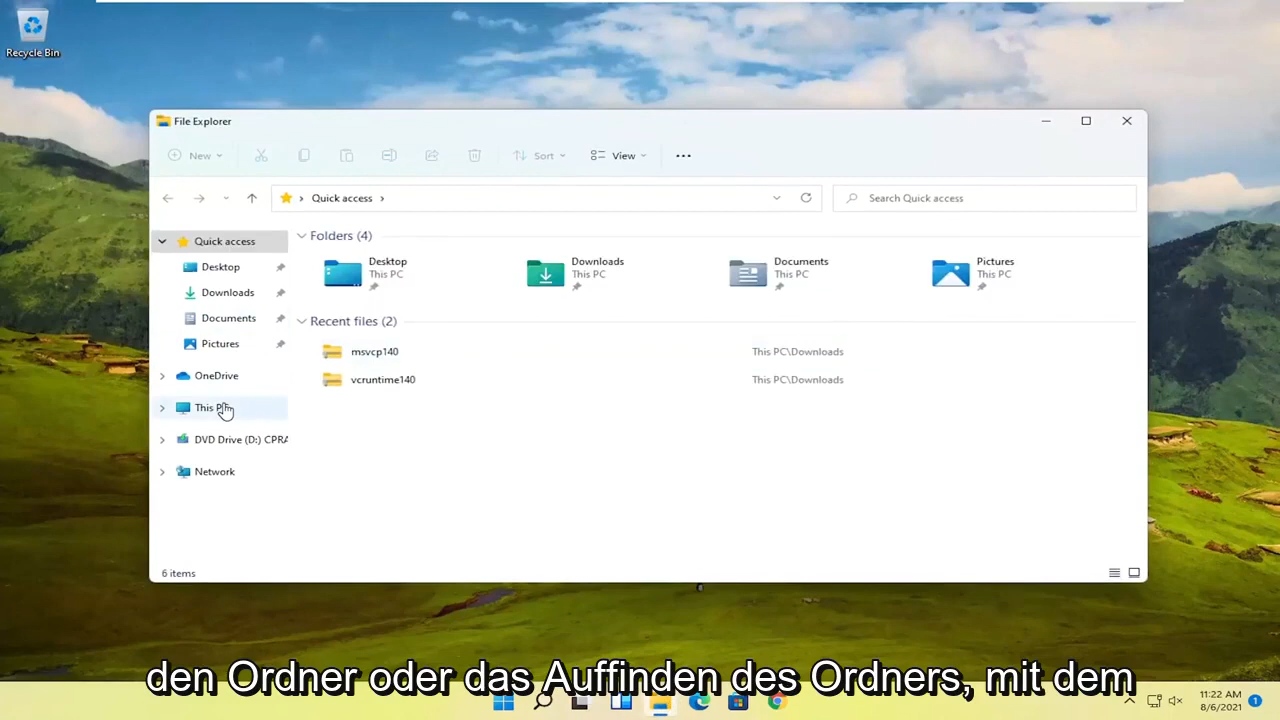 Recycle Bin
File Explorer
New
Sort
View
Quick access
Search Quick access
Quick access
Desktop
Downloads
Documents
Pictures
OneDrive
DVD Drive (D:) CPRA
Network
Folders (4)
Desktop
This PC
Downloads
This PC
Documents
This PC
Pictures
This PC
Recent files (2)
msvcp140
This PC\Downloads
vcruntime140
This PC\Downloads
6 items
den Ordner oder das Auffinden des Ordners, mit dem
11:22 AM
8/6/2021
1